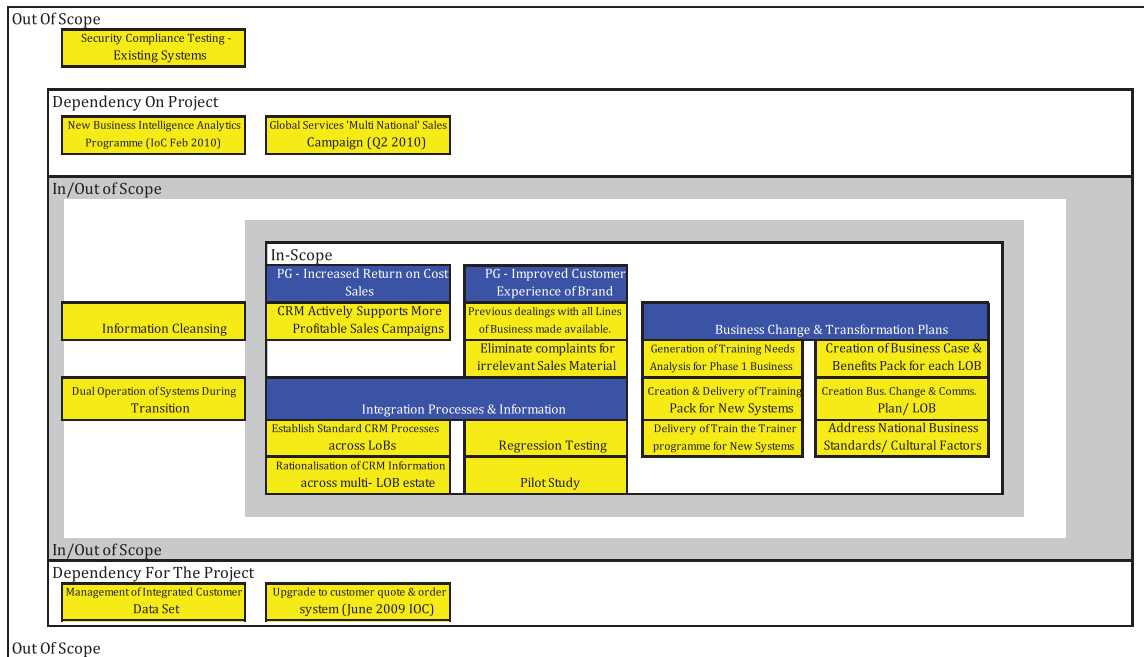 Out Of Scope
Security Compliance Testing -
Existing Systems
Dependency On Project
New Business Intelligence Analytics
Programme (IoC Feb 2010)
Global Services 'Multi National' Sales
Campaign (Q2 2010)
In/Out of Scope
In-Scope
PG - Increased Return on Cost
Sales
PG - Improved Customer
Experience of Brand
Information Cleansing
CRM Actively Supports More
Profitable Sales Campaigns
Previous dealings with all Lines
of Business made available.
Business Change & Transformation Plans
Eliminate complaints for
irrelevant Sales Material
Generation of Training Needs
Analysis for Phase 1 Business
Creation of Business Case &
Benefits Pack for each LOB
Dual Operation of Systems During
Transition
Integration Processes & Information
Creation & Delivery of Training
Pack for New Systems
Creation Bus. Change & Comms.
Plan/ LOB
Establish Standard CRM Processes
across LoBs
Regression Testing
Delivery of Train the Trainer
programme for New Systems
Address National Business
Standards/ Cultural Factors
Rationalisation of CRM Information
across multi- LOB estate
Pilot Study
In/Out of Scope
Dependency For The Project
Management of Integrated Customer
Data Set
Upgrade to customer quote & order
system (June 2009 IOC)
Out Of Scope